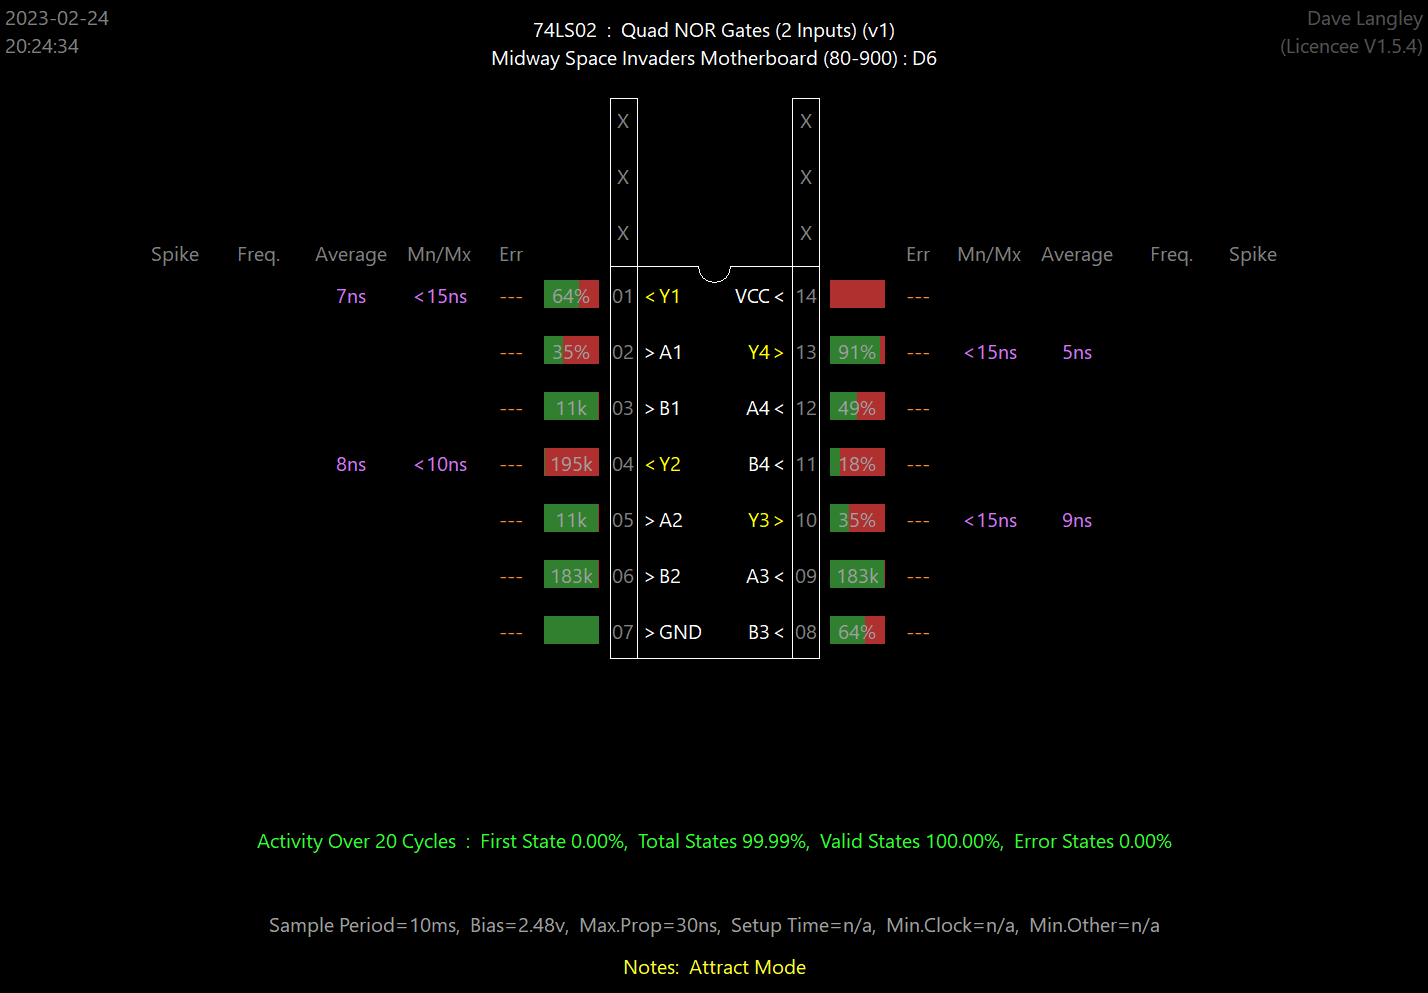 2023-02-24
20:24:34
74LS02 : Quad NOR Gates (2 Inputs) (v1)
Midway Space Invaders Motherboard (80-900) : D6
Dave Langley
(Licencee V1.5.4)
X X
X X
X X
Spike Freq. Average Mn/Mx Err Err Mn/Mx Average Freq. Spike
7ns <15ns --- 64% 01 < Y1 VCC < 14 ---
--- 35% 02 > A1 Y4 > 13 91% --- <15ns 5ns
--- 11k 03 > B1 A4 < 12 49% ---
8ns <10ns --- 195k 04 < Y2 B4 < 11 18% ---
--- 11k 05 > A2 Y3 > 10 35% --- <15ns 9ns
--- 183k 06 > B2 A3 < 09 183k ---
--- 07 > GND B3 < 08 64% ---
Activity Over 20 Cycles : First State 0.00%, Total States 99.99%, Valid States 100.00%, Error States 0.00%
Sample Period=10ms, Bias=2.48v, Max.Prop=30ns, Setup Time=n/a, Min.Clock=n/a, Min.Other=n/a
Notes: Attract Mode